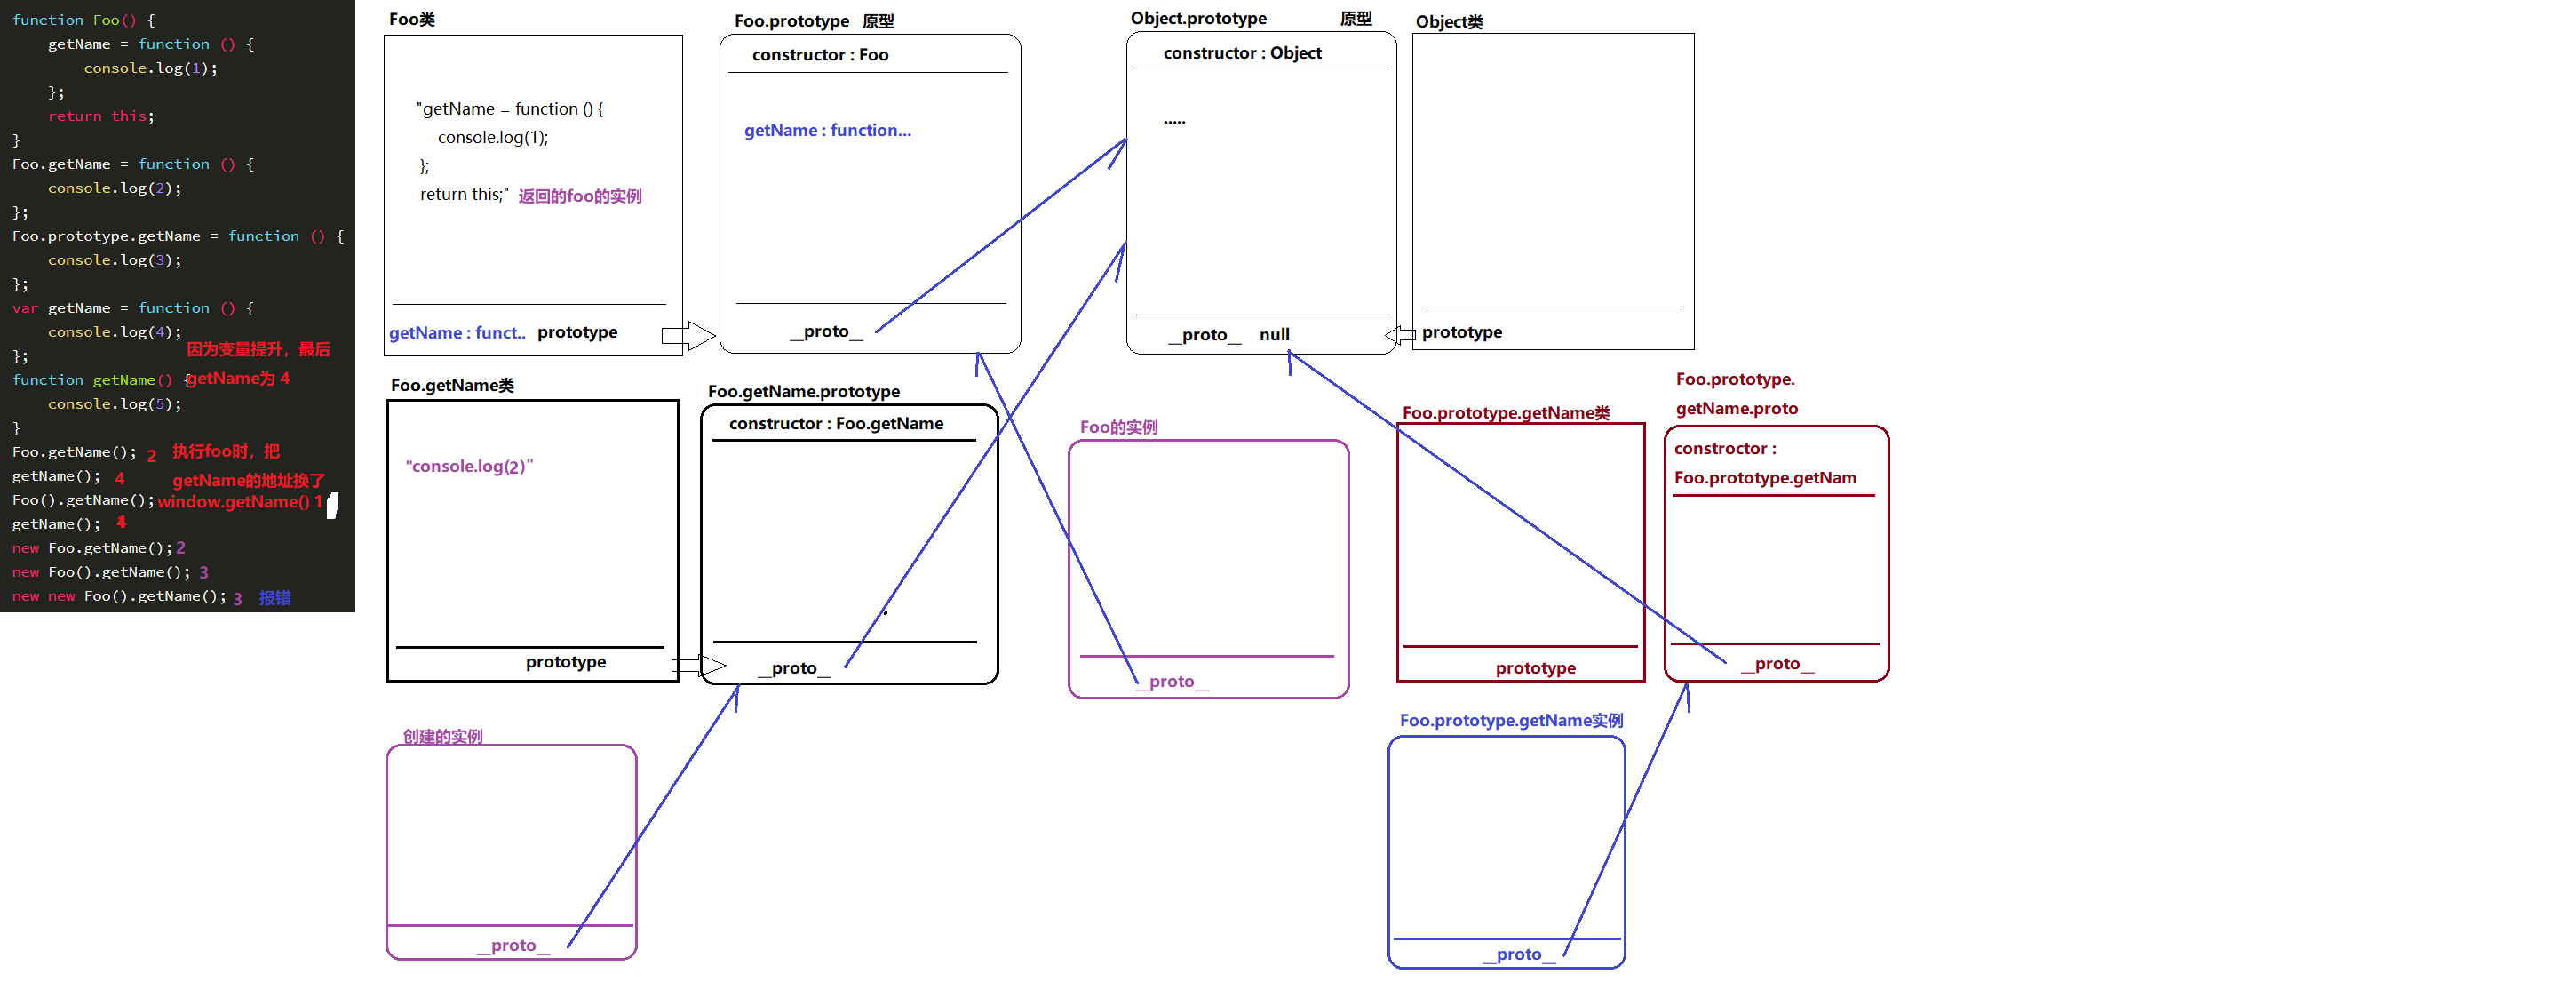 function Foo() {
getName = function () {
console.log(1);
};
return this;
}
Foo.getName = function () {
console.log(2);
};
Foo.prototype.getName = function () {
console.log(3);
};
var getName = function () {
console.log(4);
};
因为变量提升，最后
function getName() {
getName为 4
console.log(5);
}
Foo.getName(); 2 执行foo时，把
getName(); 4 getName的地址换了
Foo().getName(); window.getName() 1
getName();
new Foo.getName(); 2
new Foo().getName(); 3
new new Foo().getName(); 3 报错
Foo类
"getName = function () {
console.log(1);
};
return this;" 返回的foo的实例
getName : funct.. prototype
Foo.prototype 原型
constructor : Foo
getName : function...
__proto__
Object.prototype 原型
constructor : Object
.....
__proto__ null
Object类
prototype
Foo.getName类
"console.log(2)"
prototype
Foo.getName.prototype
constructor : Foo.getName
__proto__
Foo的实例
__proto__
Foo.prototype.getName类
prototype
Foo.prototype.
getName.proto
constroctor :
Foo.prototype.getNam
__proto__
创建的实例
__proto__
Foo.prototype.getName实例
__proto__